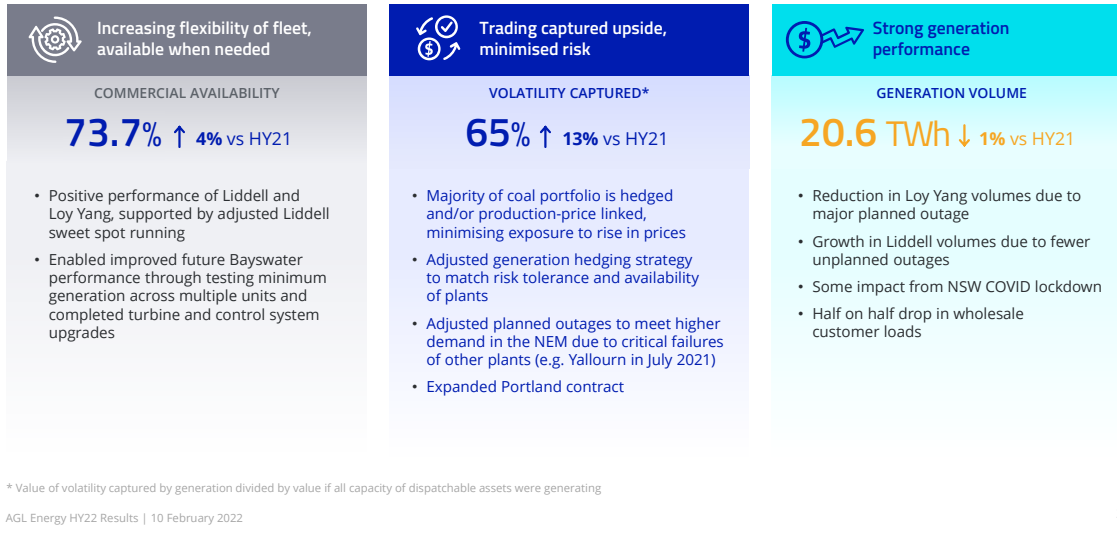 Increasing flexibility of fleet,
available when needed
COMMERCIAL AVAILABILITY
73.7% ↑ 4% vs HY21
• Positive performance of Liddell and
Loy Yang, supported by adjusted Liddell
sweet spot running
• Enabled improved future Bayswater
performance through testing minimum
generation across multiple units and
completed turbine and control system
upgrades
Trading captured upside,
minimised risk
VOLATILITY CAPTURED*
65% ↑ 13% vs HY21
• Majority of coal portfolio is hedged
and/or production-price linked,
minimising exposure to rise in prices
• Adjusted generation hedging strategy
to match risk tolerance and availability
of plants
• Adjusted planned outages to meet higher
demand in the NEM due to critical failures
of other plants (e.g. Yallourn in July 2021)
• Expanded Portland contract
Strong generation
performance
GENERATION VOLUME
20.6 TWh ↓ 1% vs HY21
• Reduction in Loy Yang volumes due to
major planned outage
• Growth in Liddell volumes due to fewer
unplanned outages
• Some impact from NSW COVID lockdown
• Half on half drop in wholesale
customer loads
* Value of volatility captured by generation divided by value if all capacity of dispatchable assets were generating
AGL Energy HY22 Results | 10 February 2022